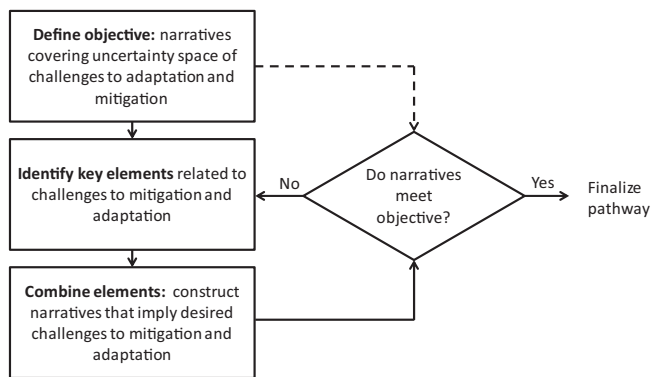 Define objective: narratives
covering uncertainty space of
challenges to adaptation and
mitigation
Identify key elements related to
challenges to mitigation and
adaptation
Combine elements: construct
narratives that imply desired
challenges to mitigation and
adaptation
Do narratives
meet
objective?
No
Yes
Finalize
pathway